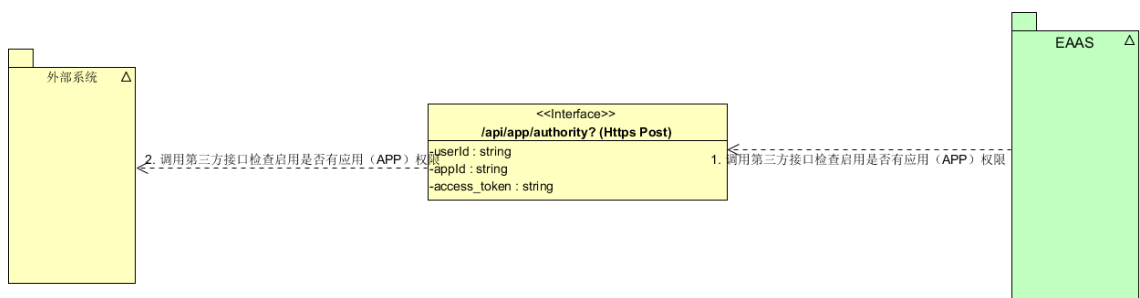 外部系统
EAAS
<<Interface>>
/api/app/authority? (Https Post)
-userId : string
2. 调用第三方接口检查启用是否有应用（APP）权限
1. 调用第三方接口检查启用是否有应用（APP）权限
-appId : string
-access_token : string